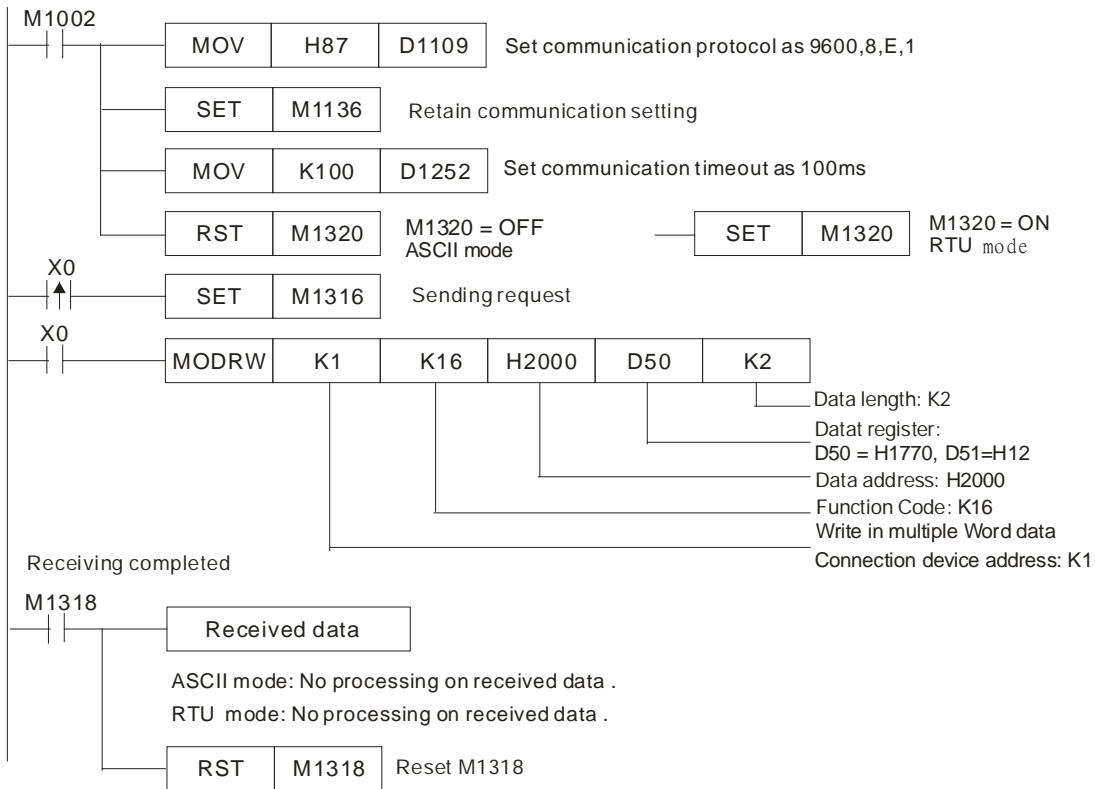 M1002
MOV H87 D1109 Set communication protocol as 9600,8,E,1
SET M1136 Retain communication setting
MOV K100 D1252 Set communication timeout as 100ms
RST M1320 M1320 = OFF
ASCII mode
SET M1320 M1320 = ON
RTU mode
X0
SET M1316 Sending request
X0
MODRW K1 K16 H2000 D50 K2
Data length: K2
Datat register:
D50 = H1770, D51=H12
Data address: H2000
Function Code: K16
Write in multiple Word data
Connection device address: K1
Receiving completed
M1318
Received data
ASCII mode: No processing on received data .
RTU mode: No processing on received data .
RST M1318 Reset M1318